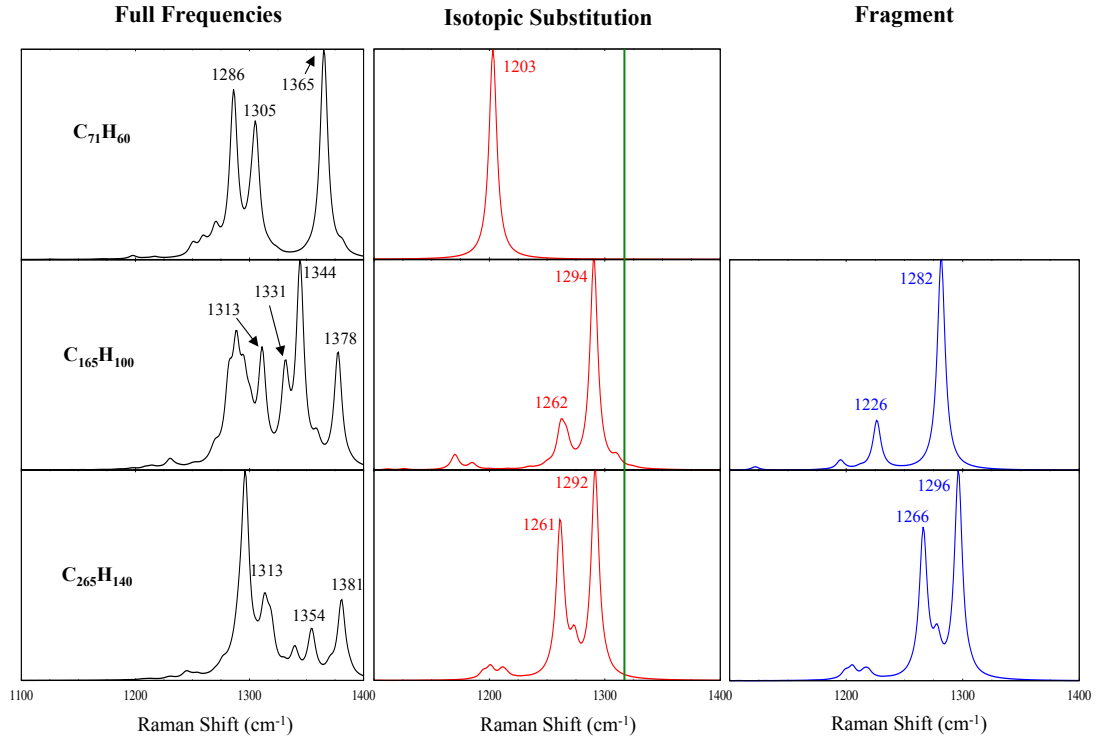 Full Frequencies
Isotopic Substitution
Fragment
C71H60
1286
1305
1365
1203
C165H100
1313
1331
1344
1378
1262
1294
1226
1282
C265H140
1313
1354
1381
1261
1292
1266
1296
1100 1200 1300 1400
1200 1300 1400
1200 1300 1400
Raman Shift (cm-1)
Raman Shift (cm-1)
Raman Shift (cm-1)